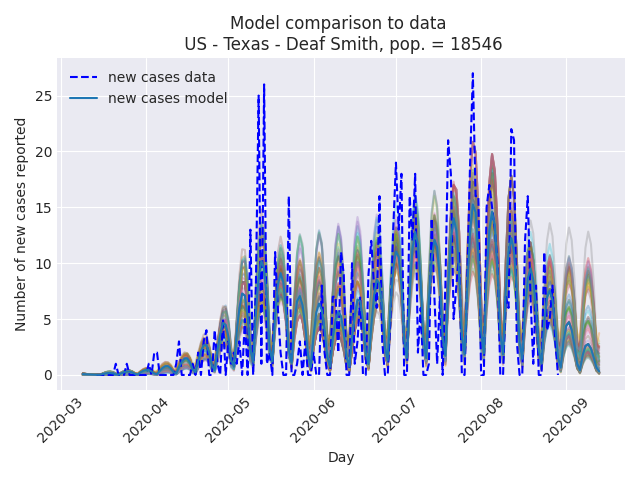 Model comparison to data
US - Texas - Deaf Smith, pop. = 18546
new cases data
new cases model
Number of new cases reported
25
20
15
10
5
0
2020-03
2020-04
2020-05
2020-06
2020-07
2020-08
2020-09
Day